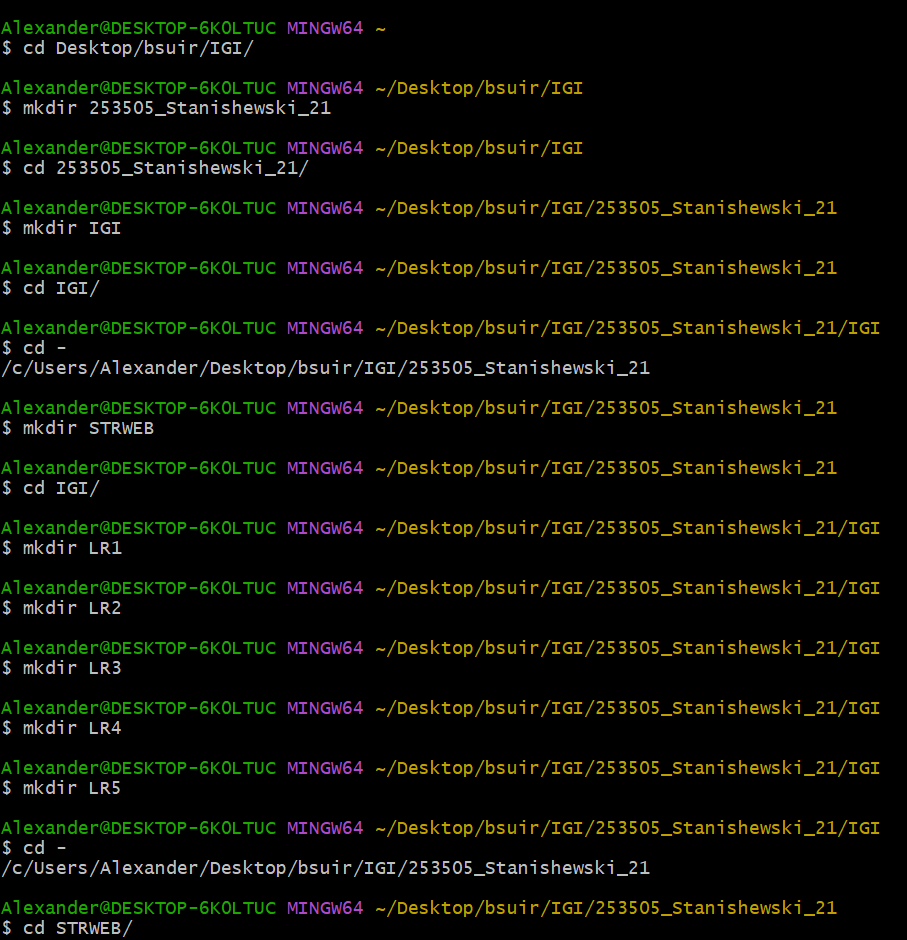 Alexander@DESKTOP-6K0LTUC MINGW64 ~
$ cd Desktop/bsuir/IGI/
Alexander@DESKTOP-6K0LTUC MINGW64 ~/Desktop/bsuir/IGI
$ mkdir 253505_Stanishewski_21
Alexander@DESKTOP-6K0LTUC MINGW64 ~/Desktop/bsuir/IGI
$ cd 253505_Stanishewski_21/
Alexander@DESKTOP-6K0LTUC MINGW64 ~/Desktop/bsuir/IGI/253505_Stanishewski_21
$ mkdir IGI
Alexander@DESKTOP-6K0LTUC MINGW64 ~/Desktop/bsuir/IGI/253505_Stanishewski_21
$ cd IGI/
Alexander@DESKTOP-6K0LTUC MINGW64 ~/Desktop/bsuir/IGI/253505_Stanishewski_21/IGI
$ cd -
/c/Users/Alexander/Desktop/bsuir/IGI/253505_Stanishewski_21
Alexander@DESKTOP-6K0LTUC MINGW64 ~/Desktop/bsuir/IGI/253505_Stanishewski_21
$ mkdir STRWEB
Alexander@DESKTOP-6K0LTUC MINGW64 ~/Desktop/bsuir/IGI/253505_Stanishewski_21
$ cd IGI/
Alexander@DESKTOP-6K0LTUC MINGW64 ~/Desktop/bsuir/IGI/253505_Stanishewski_21/IGI
$ mkdir LR1
Alexander@DESKTOP-6K0LTUC MINGW64 ~/Desktop/bsuir/IGI/253505_Stanishewski_21/IGI
$ mkdir LR2
Alexander@DESKTOP-6K0LTUC MINGW64 ~/Desktop/bsuir/IGI/253505_Stanishewski_21/IGI
$ mkdir LR3
Alexander@DESKTOP-6K0LTUC MINGW64 ~/Desktop/bsuir/IGI/253505_Stanishewski_21/IGI
$ mkdir LR4
Alexander@DESKTOP-6K0LTUC MINGW64 ~/Desktop/bsuir/IGI/253505_Stanishewski_21/IGI
$ mkdir LR5
Alexander@DESKTOP-6K0LTUC MINGW64 ~/Desktop/bsuir/IGI/253505_Stanishewski_21/IGI
$ cd -
/c/Users/Alexander/Desktop/bsuir/IGI/253505_Stanishewski_21
Alexander@DESKTOP-6K0LTUC MINGW64 ~/Desktop/bsuir/IGI/253505_Stanishewski_21
$ cd STRWEB/